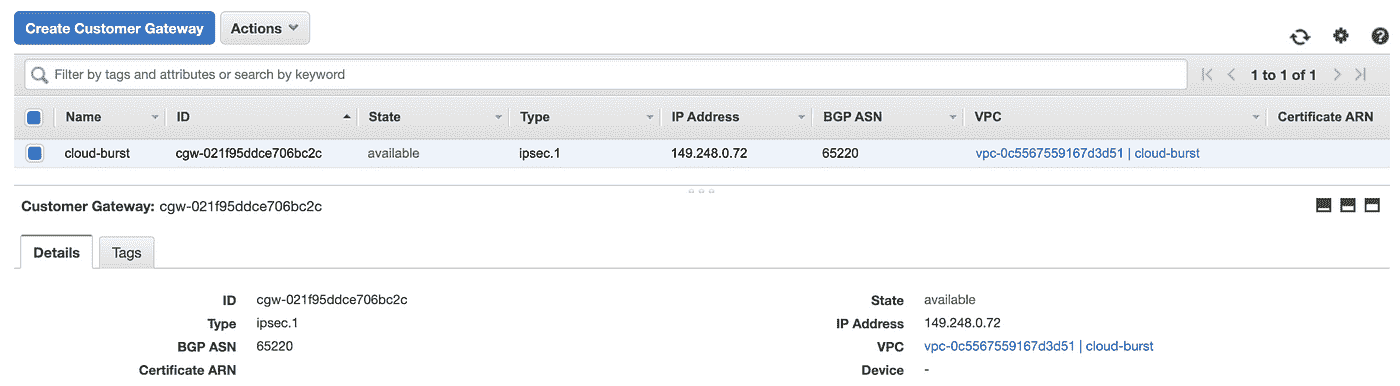 Create Customer Gateway Actions
Filter by tags and attributes or search by keyword 1 to 1 of 1
Name ID State Type IP Address BGP ASN VPC Certificate ARN
cloud-burst cgw-021f95ddce706bc2c available ipsec.1 149.248.0.72 65220 vpc-0c5567559167d3d51 | cloud-burst
Customer Gateway: cgw-021f95ddce706bc2c
Details Tags
ID cgw-021f95ddce706bc2c State available
Type ipsec.1 IP Address 149.248.0.72
BGP ASN 65220 VPC vpc-0c5567559167d3d51 | cloud-burst
Certificate ARN Device -